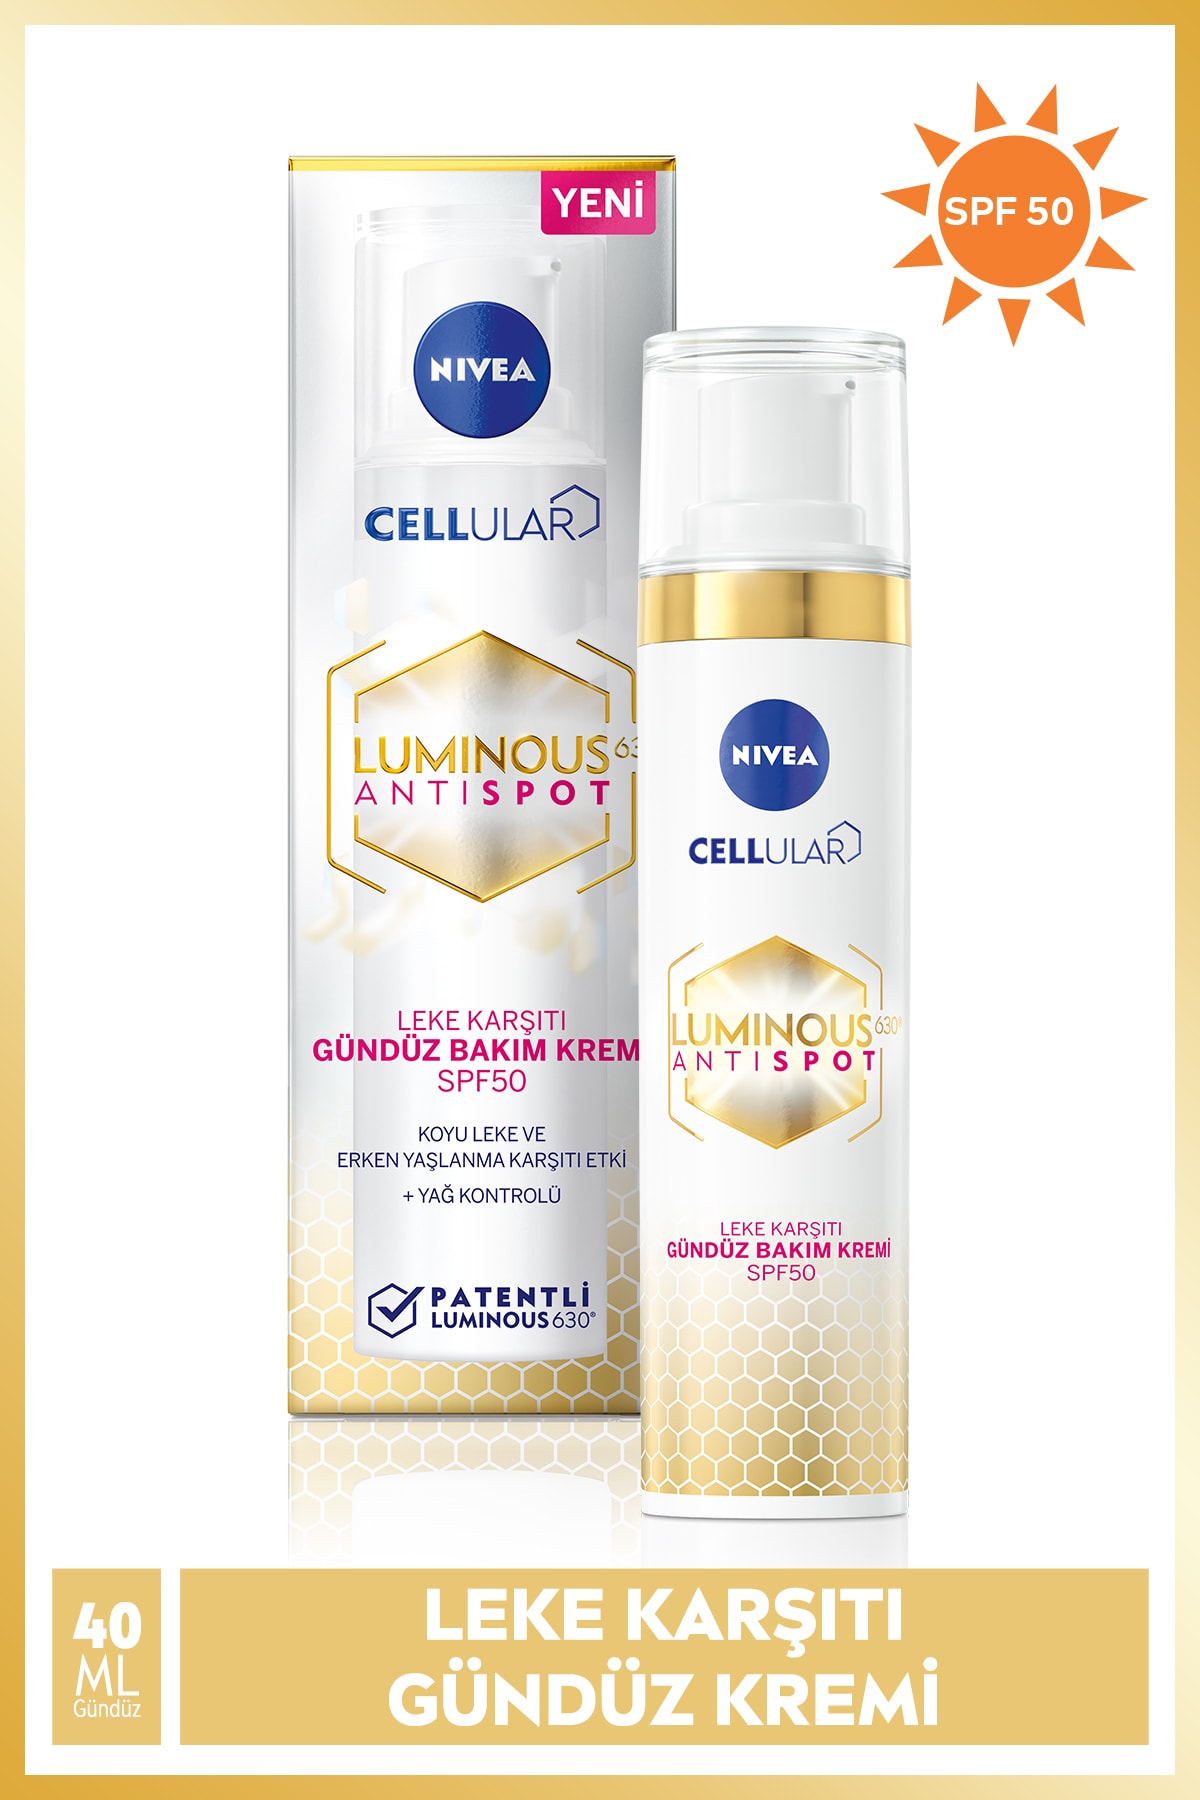 YENİ
SPF 50
NIVEA
CELLULAR
LUMINOUS 63
ANTISPOT
LEKE KARŞITI
GÜNDÜZ BAKIM KREM
SPF50
KOYU LEKE VE
ERKEN YAŞLANMA KARŞITI ETKİ
+ YAĞ KONTROLÜ
PATENTLİ
LUMINOUS630®
NIVEA
CELLULAR
LUMINOUS630®
ANTISPOT
LEKE KARŞITI
GÜNDÜZ BAKIM KREMİ
SPF50
40
ML
Gündüz
LEKE KARŞITI
GÜNDÜZ KREMİ